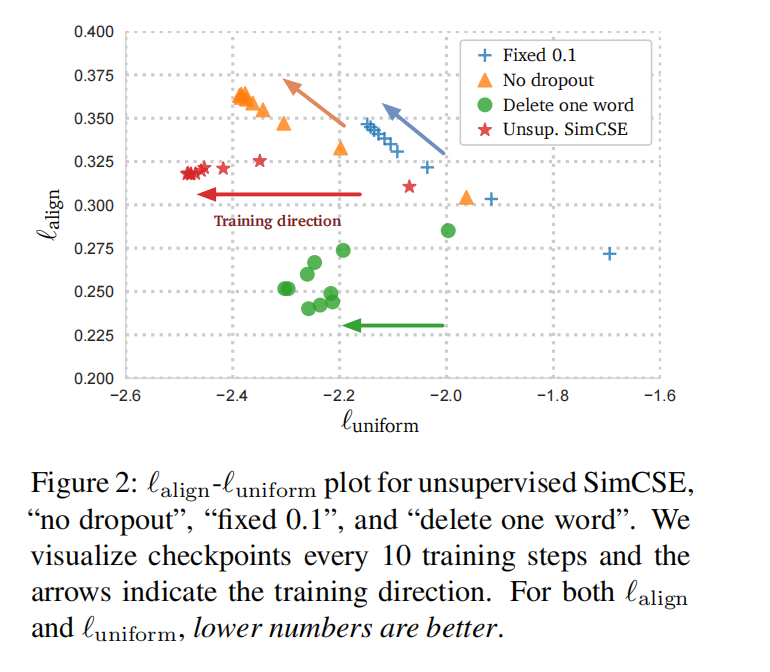 0.400
0.375
0.350
0.325
0.300
0.275
0.250
0.225
0.200
ℓalign
−2.6
−2.4
−2.2
−2.0
−1.8
−1.6
ℓuniform
Fixed 0.1
No dropout
Delete one word
Unsup. SimCSE
Training direction
Figure 2: ℓalign-ℓuniform plot for unsupervised SimCSE,
“no dropout”, “fixed 0.1”, and “delete one word”. We
visualize checkpoints every 10 training steps and the
arrows indicate the training direction. For both ℓalign
and ℓuniform, lower numbers are better.